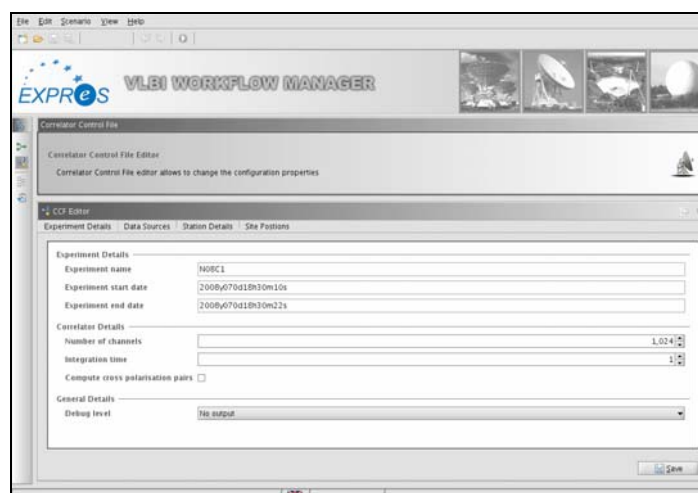 File Edit Scenario View Help
EXPReS VLBI WORKFLOW MANAGER
Correlator Control File
Correlator Control File Editor
Correlator Control File editor allows to change the configuration properties
CCF Editor
Experiment Details Data Sources Station Details Site Postions
Experiment Details
Experiment name N08C1
Experiment start date 2008y070d18h30m10s
Experiment end date 2008y070d18h30m22s
Correlator Details
Number of channels 1,024
Integration time 1
Compute cross polarisation pairs
General Details
Debug level No output
Save